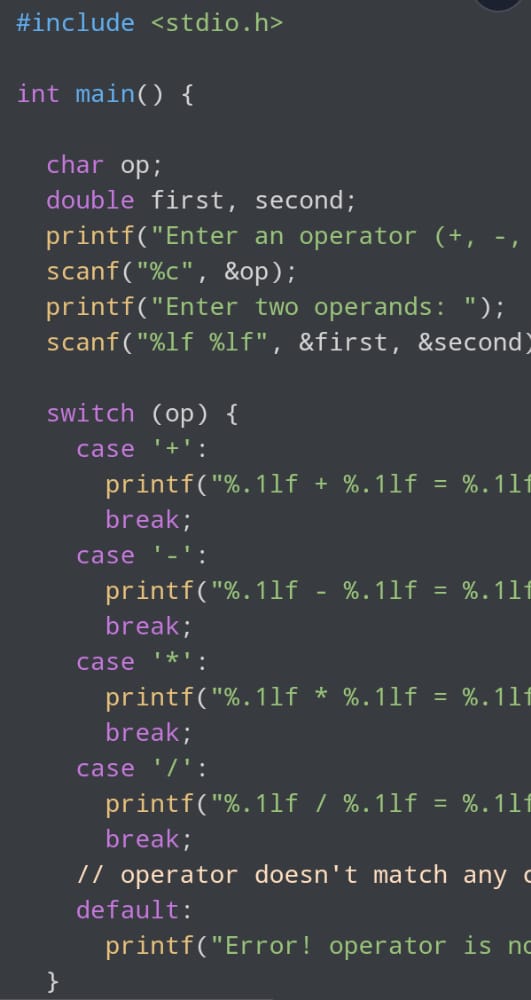 #include <stdio.h>
int main() {
char op;
double first, second;
printf("Enter an operator (+, -,
scanf("%c", &op);
printf("Enter two operands: ");
scanf("%lf %lf", &first, &second)
switch (op) {
case '+':
printf("%.1lf + %.1lf = %.1lf
break;
case '-':
printf("%.1lf - %.1lf = %.1lf
break;
case '*':
printf("%.1lf * %.1lf = %.1lf
break;
case '/':
printf("%.1lf / %.1lf = %.1lf
break;
// operator doesn't match any
default:
printf("Error! operator is
}